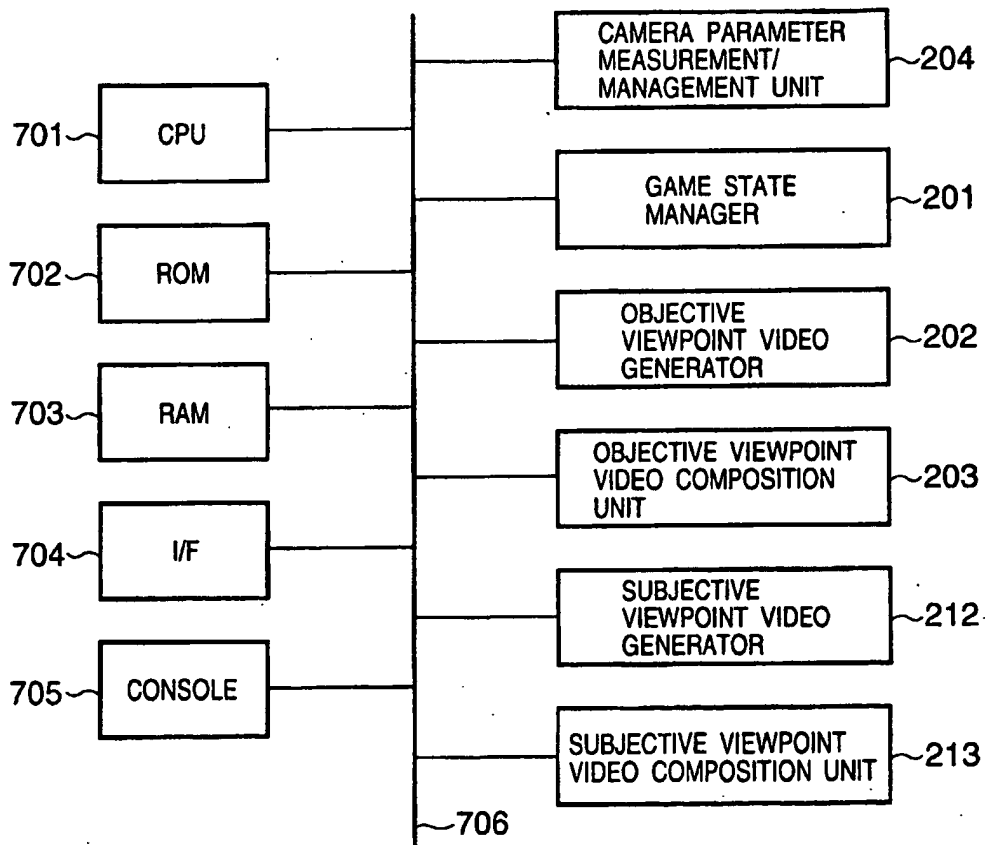 701
CPU
702
ROM
703
RAM
704
I/F
705
CONSOLE
706
CAMERA PARAMETER
MEASUREMENT/
MANAGEMENT UNIT
204
GAME STATE
MANAGER
201
OBJECTIVE
VIEWPOINT VIDEO
GENERATOR
202
OBJECTIVE VIEWPOINT
VIDEO COMPOSITION
UNIT
203
SUBJECTIVE
VIEWPOINT VIDEO
GENERATOR
212
SUBJECTIVE VIEWPOINT
VIDEO COMPOSITION UNIT
213